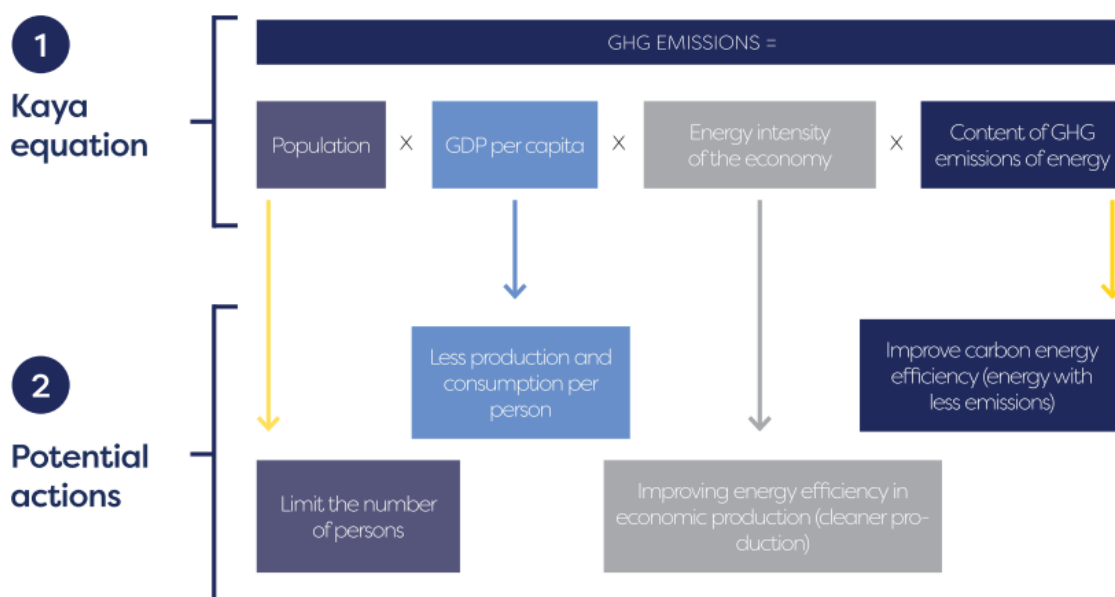 1
Kaya
equation
GHG EMISSIONS =
Population
x
GDP per capita
x
Energy intensity
of the economy
x
Content of GHG
emissions of energy
2
Potential
actions
Less production and
consumption per
person
Improve carbon energy
efficiency (energy with
less emissions)
Limit the number
of persons
Improving energy efficiency in
economic production (cleaner pro-
duction)